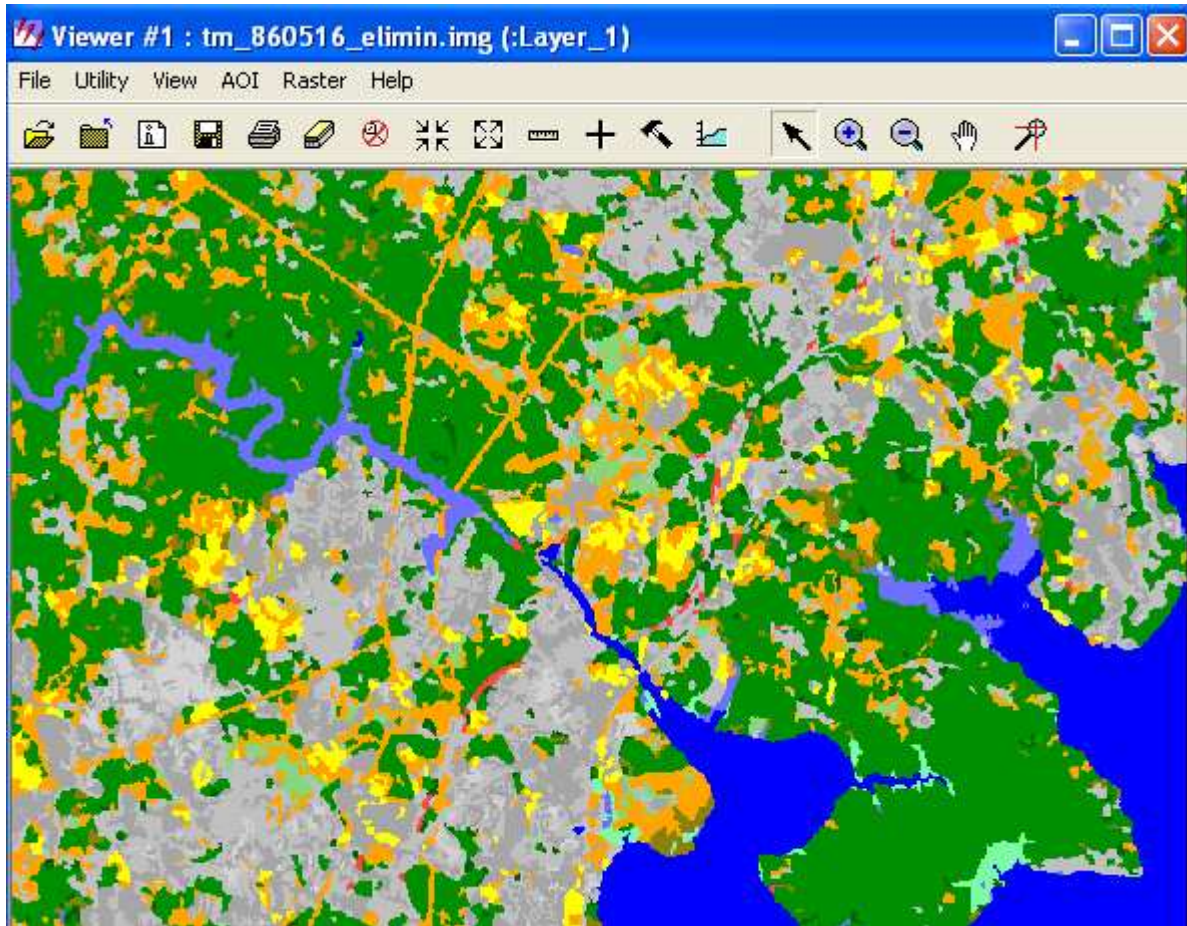 Viewer #1 : tm_860516_elimin.img (:Layer_1)
File Utility View AOI Raster Help